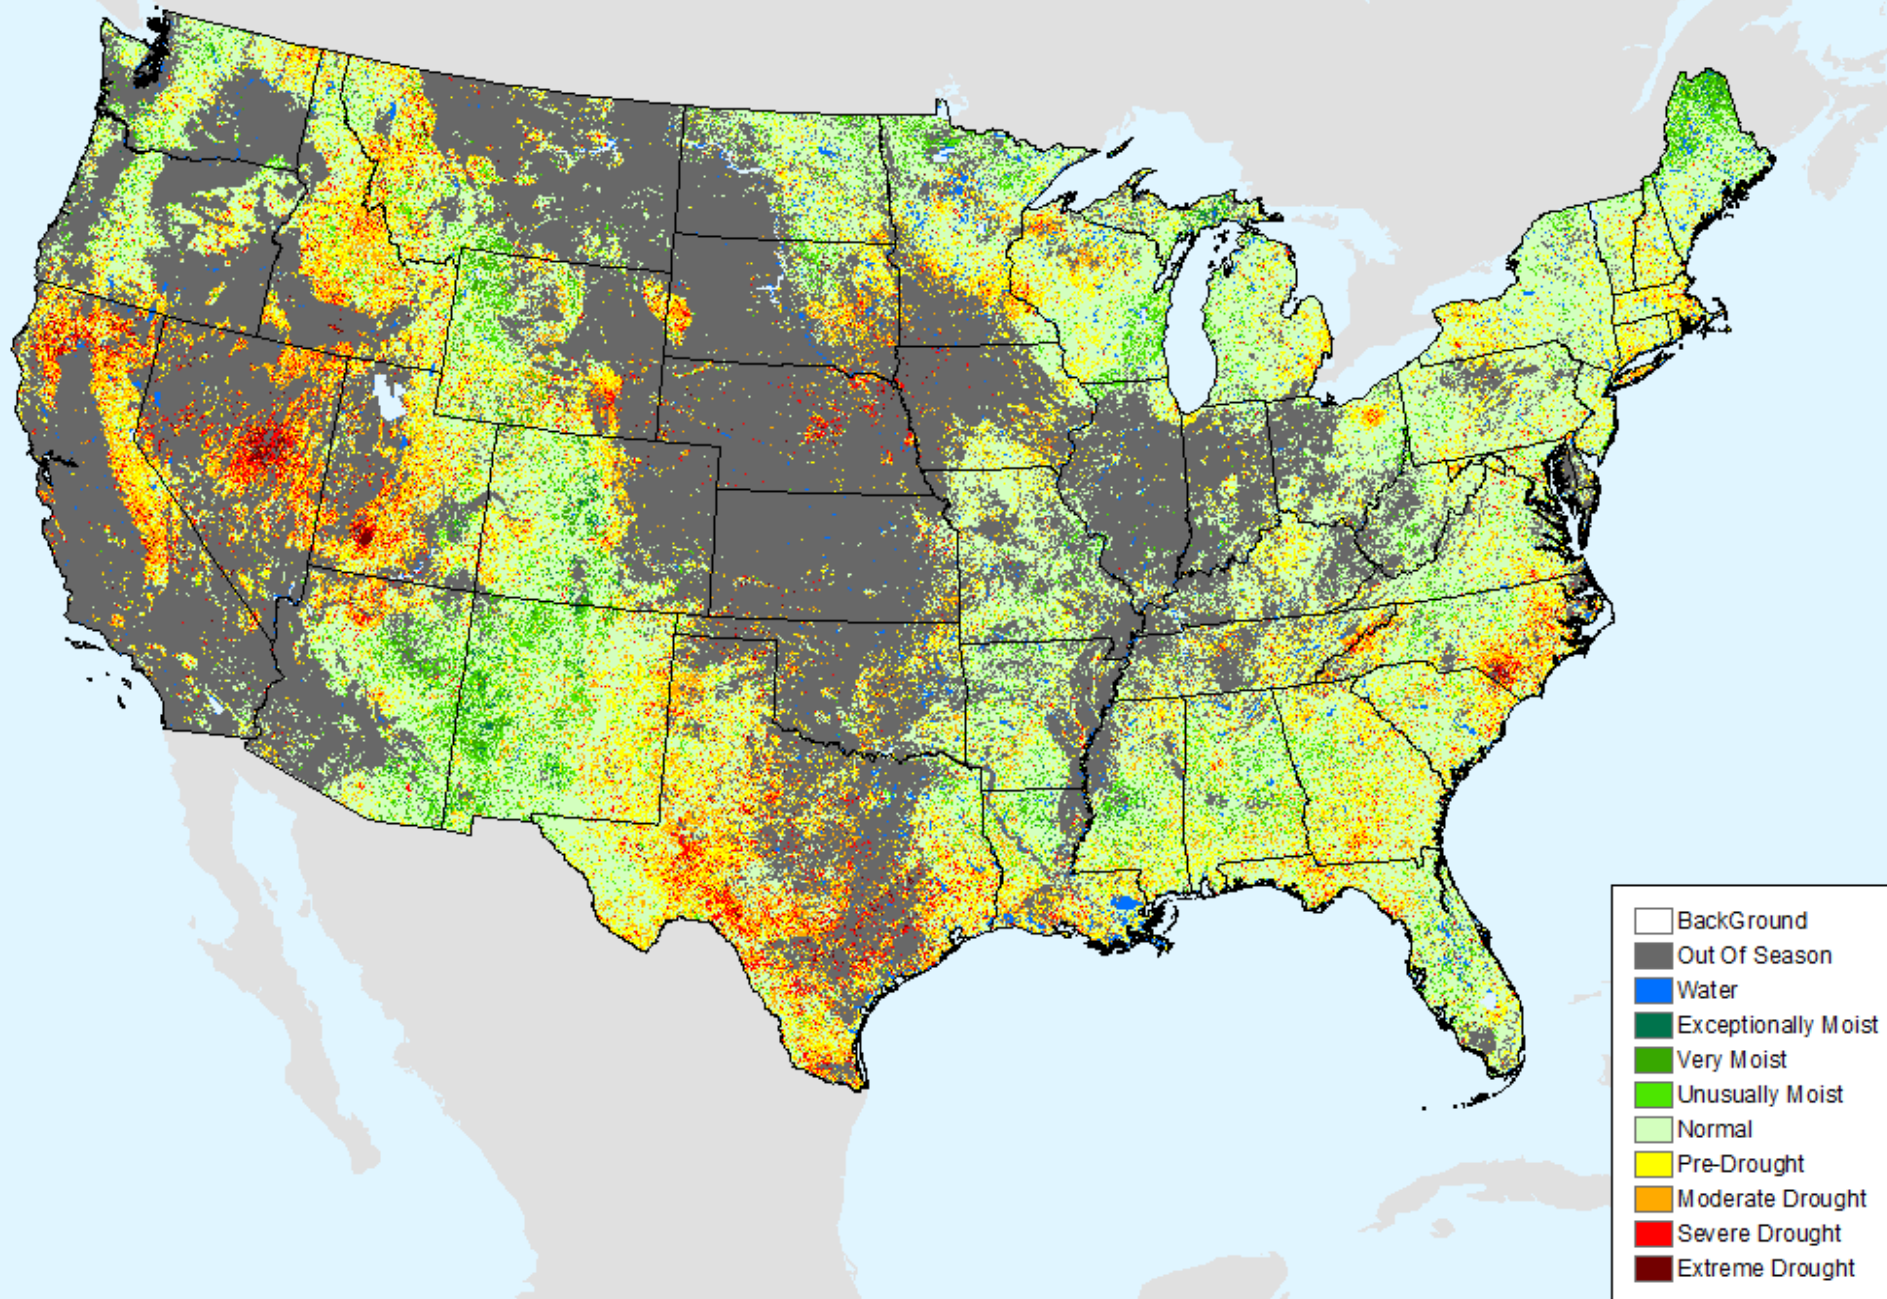 BackGround
Out Of Season
Water
Exceptionally Moist
Very Moist
Unusually Moist
Normal
Pre-Drought
Moderate Drought
Severe Drought
Extreme Drought